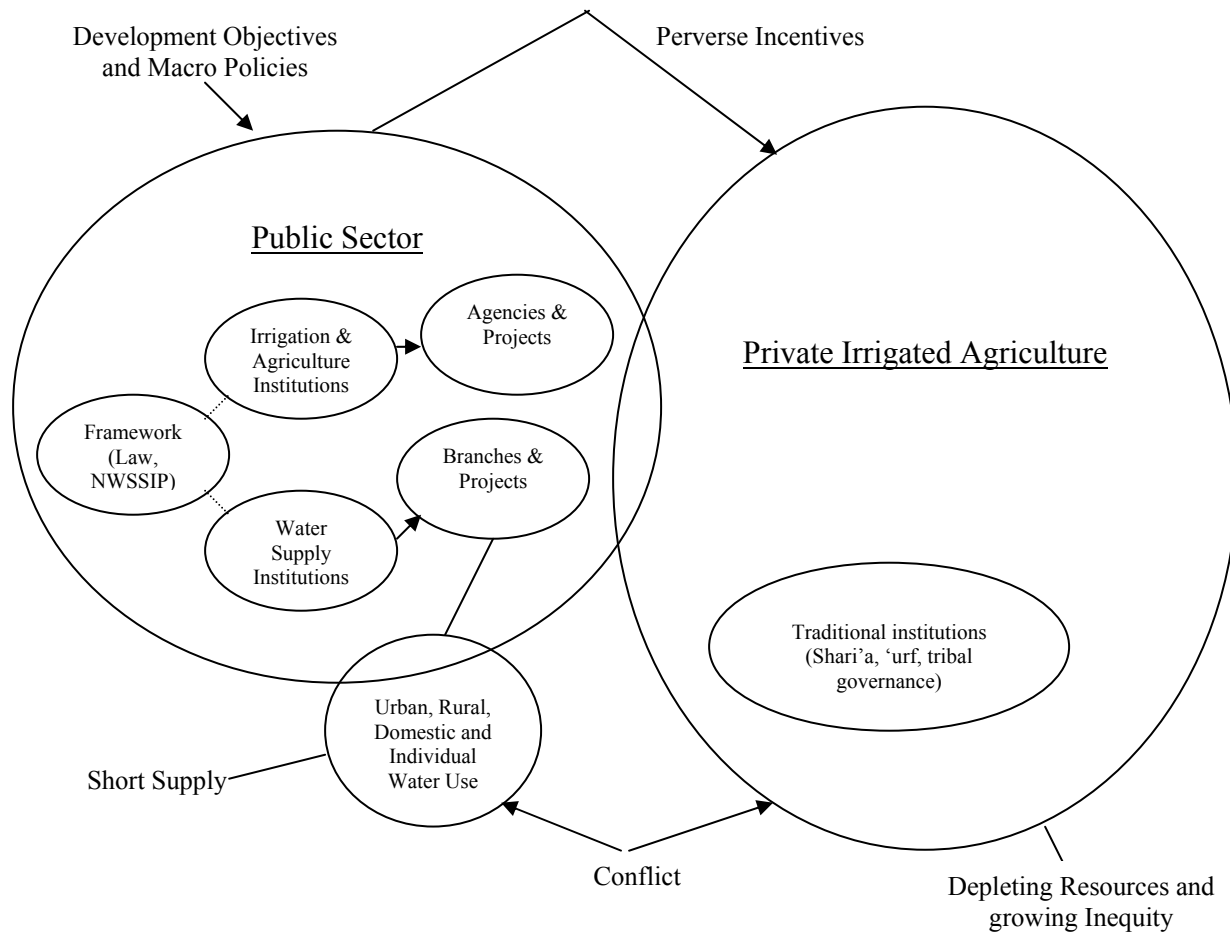 Development Objectives
and Macro Policies
Perverse Incentives
Public Sector
Irrigation &
Agriculture
Institutions
Agencies &
Projects
Framework
(Law,
NWSSIP)
Branches &
Projects
Water
Supply
Institutions
Private Irrigated Agriculture
Traditional institutions
(Shari’a, ‘urf, tribal
governance)
Urban, Rural,
Domestic and
Individual
Water Use
Short Supply
Conflict
Depleting Resources and
growing Inequity